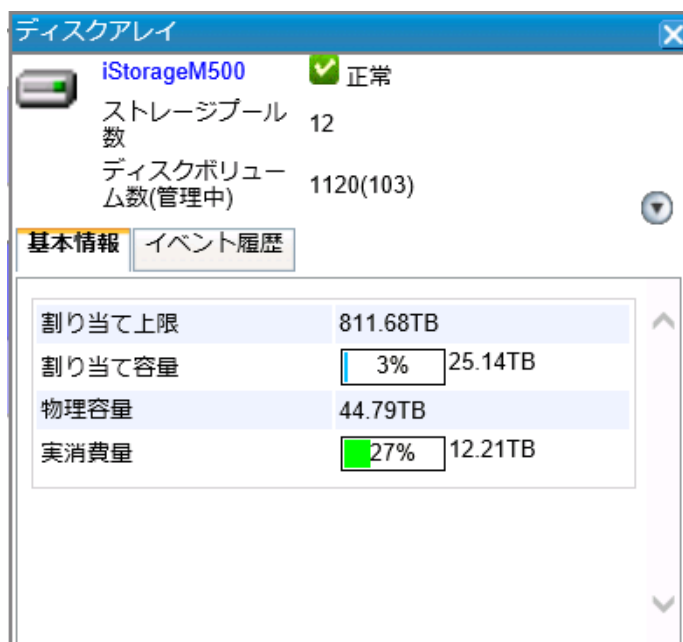 ディスクアレイ
iStorageM500 正常
ストレージプール
数 12
ディスクボリュー
ム数(管理中) 1120(103)
基本情報 イベント履歴
割り当て上限 811.68TB
割り当て容量 3% 25.14TB
物理容量 44.79TB
実消費量 27% 12.21TB